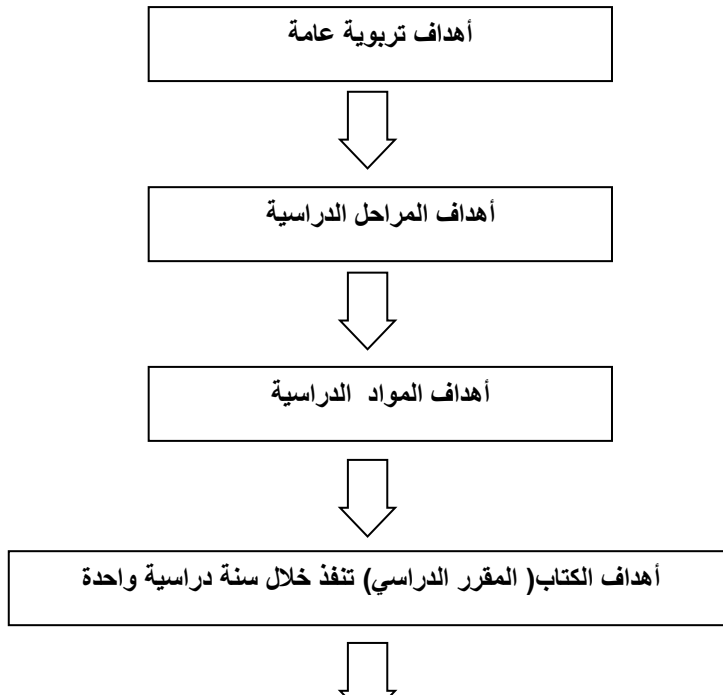 أهداف تربوية عامة
أهداف المراحل الدراسية
أهداف المواد الدراسية
أهداف الكتاب( المقرر الدراسي) تنفذ خلال سنة دراسية واحدة